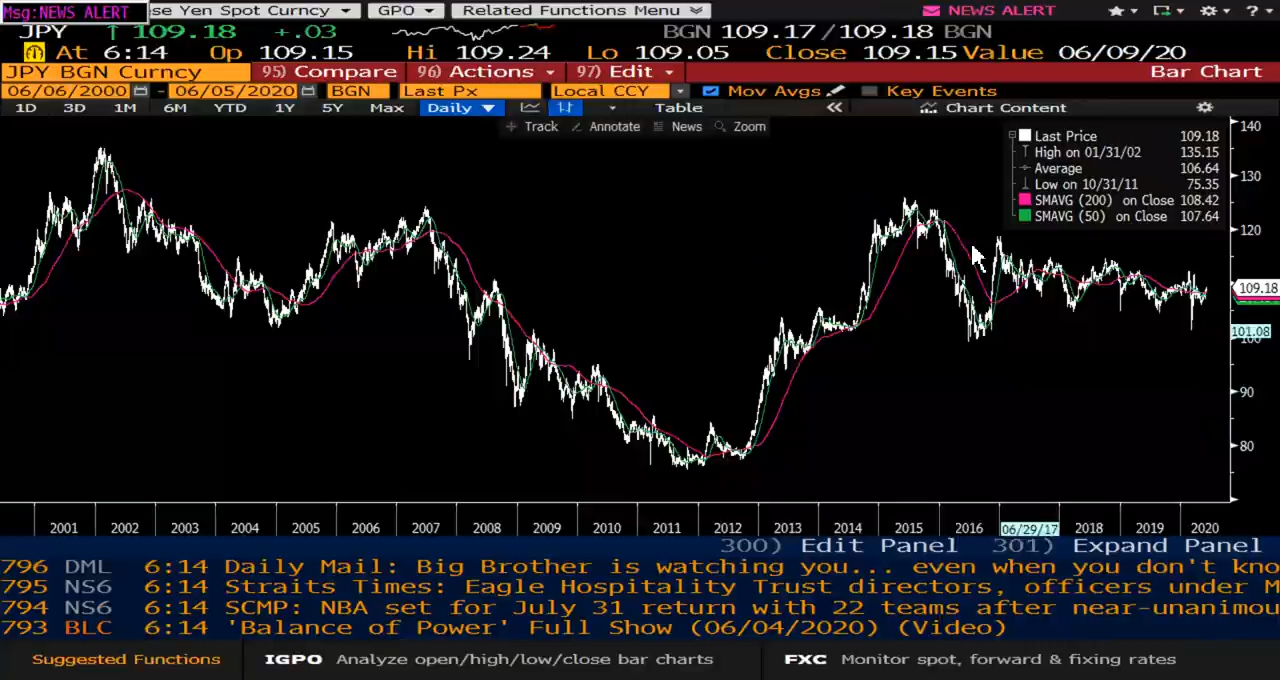 Msg:NEWS ALERT se Yen Spot Curncy GPO Related Functions Menu NEWS ALERT
JPY ↑ 109.18 +.03 BGN 109.17/109.18 BGN
At 6:14 Op 109.15 Hi 109.24 Lo 109.05 Close 109.15 Value 06/09/20
JPY BGN Curncy 95) Compare 96) Actions 97) Edit Bar Chart
06/06/2000 - 06/05/2020 BGN Last Px Local CCY Mov Avgs Key Events
1D 3D 1M 6M YTD 1Y 5Y Max Daily Table Chart Content
Track Annotate News Zoom
Last Price 109.18
High on 01/31/02 135.15
Average 106.64
Low on 10/31/11 75.35
SMAVG (200) on Close 108.42
SMAVG (50) on Close 107.64
140
130
120
109.18
101.08
100
90
80
2001 2002 2003 2004 2005 2006 2007 2008 2009 2010 2011 2012 2013 2014 2015 2016 06/29/17 2018 2019 2020
300) Edit Panel 301) Expand Panel
796 DML 6:14 Daily Mail: Big Brother is watching you... even when you don't kno
795 NS6 6:14 Straits Times: Eagle Hospitality Trust directors, officers under M
794 NS6 6:14 SCMP: NBA set for July 31 return with 22 teams after near-unanimou
793 BLC 6:14 'Balance of Power' Full Show (06/04/2020) (Video)
Suggested Functions IGPO Analyze open/high/low/close bar charts FXC Monitor spot, forward & fixing rates